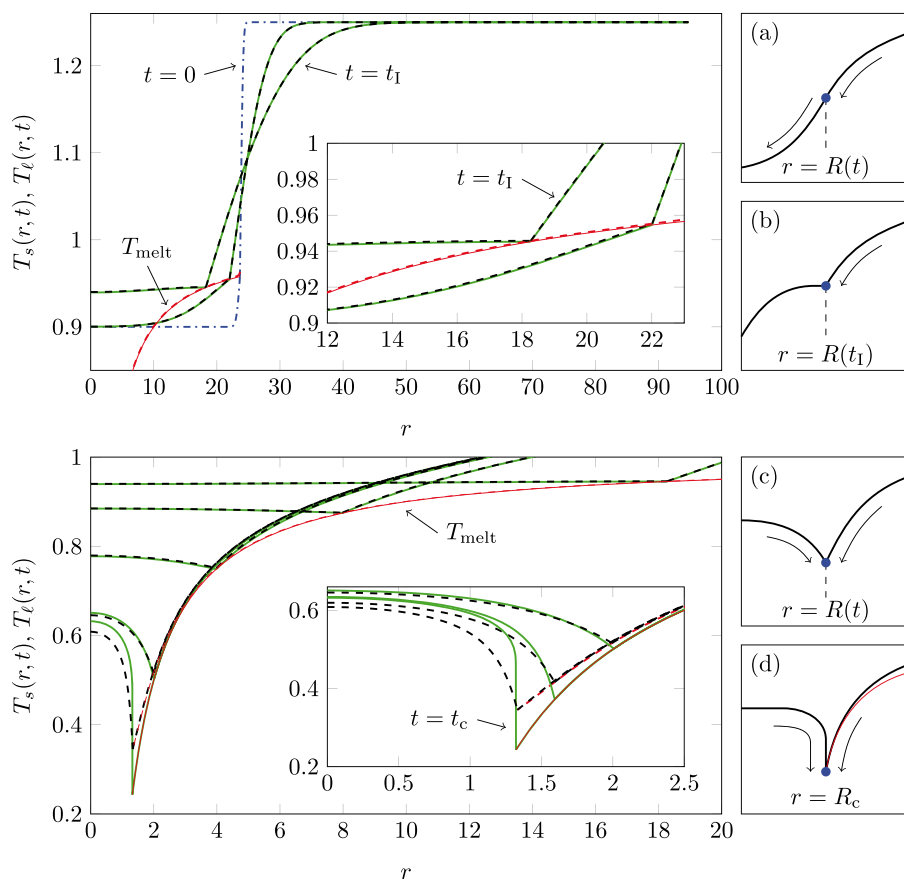 1.2
1.1
1
0.9
T_s(r, t), T_ℓ(r, t)
t = 0
t = t_I
T_melt
1
0.98
0.96
0.94
0.92
0.9
t = t_I
12 14 16 18 20 22
0 10 20 30 40 50 60 70 80 90 100
r
(a)
r = R(t)
(b)
r = R(t_I)
1
0.8
0.6
0.4
0.2
T_s(r, t), T_ℓ(r, t)
T_melt
0.6
0.4
0.2
t = t_c
0 0.5 1 1.5 2 2.5
0 2 4 6 8 10 12 14 16 18 20
r
(c)
r = R(t)
(d)
r = R_c